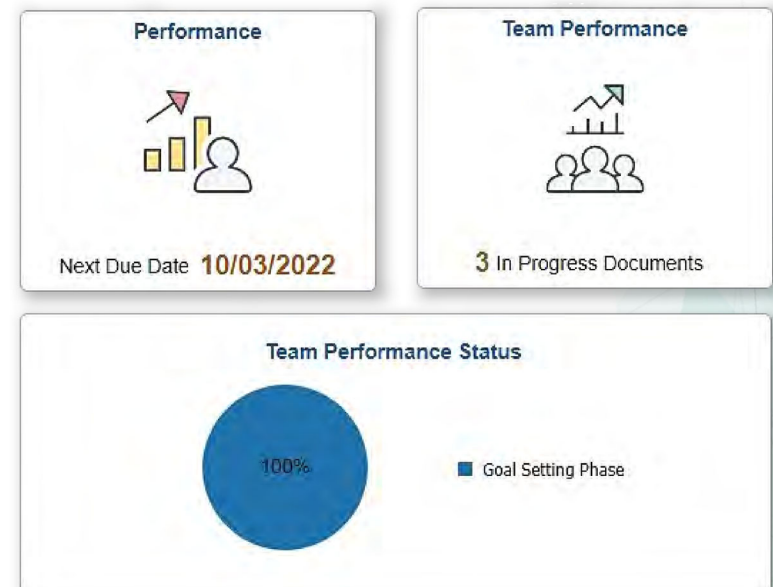 Performance
Next Due Date 10/03/2022
Team Performance
3 In Progress Documents
Team Performance Status
100%
Goal Setting Phase